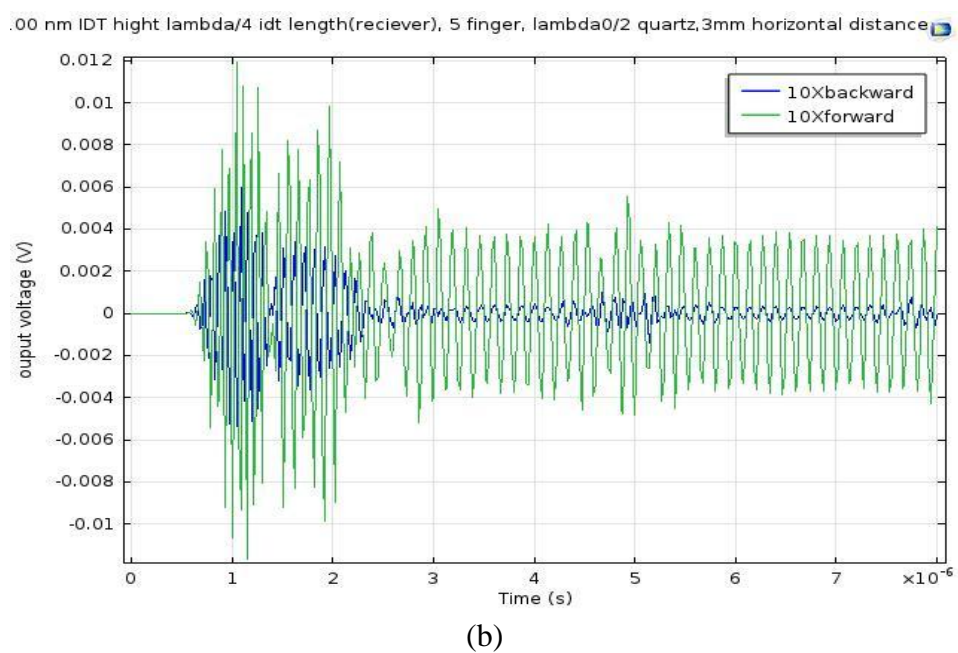 .00 nm IDT hight lambda/4 idt length(reciever), 5 finger, lambda0/2 quartz,3mm horizontal distance
10Xbackward
10Xforward
ouput voltage (V)
0.012
0.01
0.008
0.006
0.004
0.002
0
-0.002
-0.004
-0.006
-0.008
-0.01
0 1 2 3 4 5 6 7 ×10⁻⁶
Time (s)
(b)